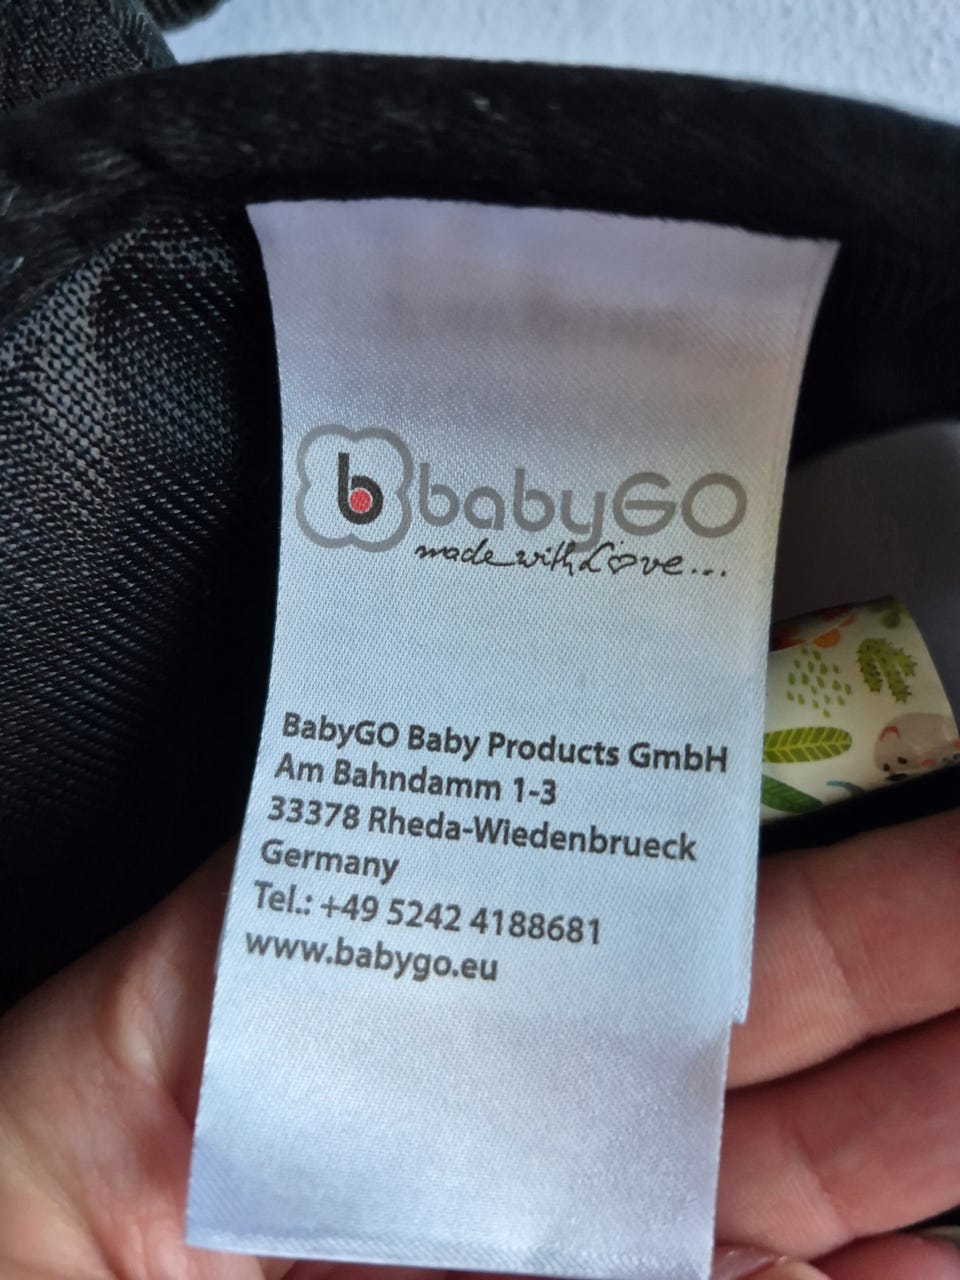 b babyGO
made with Love...
BabyGO Baby Products GmbH
Am Bahndamm 1-3
33378 Rheda-Wiedenbrueck
Germany
Tel.: +49 5242 4188681
www.babygo.eu